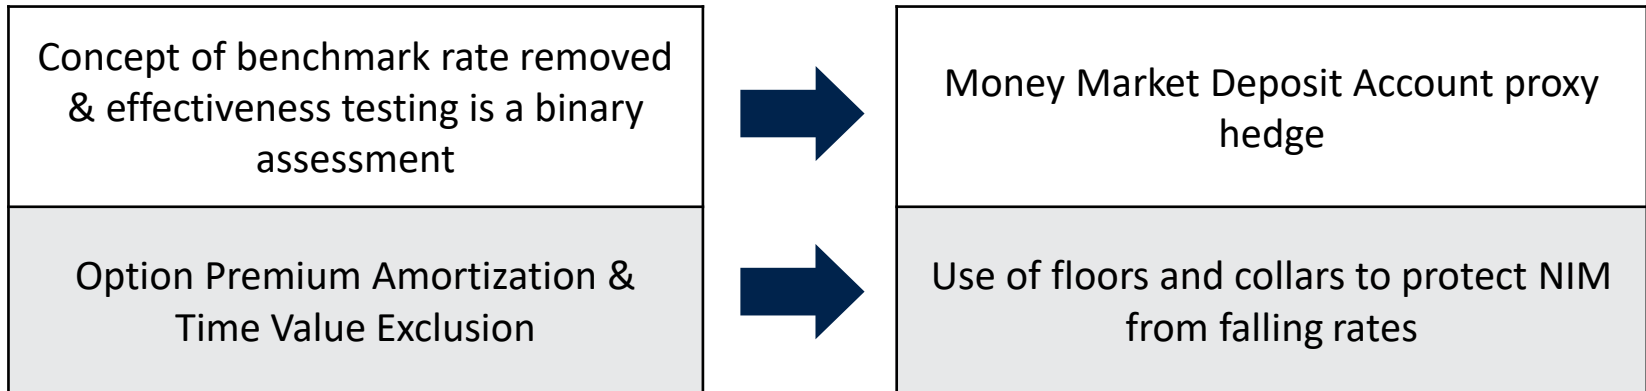 Concept of benchmark rate removed
& effectiveness testing is a binary
assessment
Money Market Deposit Account proxy
hedge
Option Premium Amortization &
Time Value Exclusion
Use of floors and collars to protect NIM
from falling rates